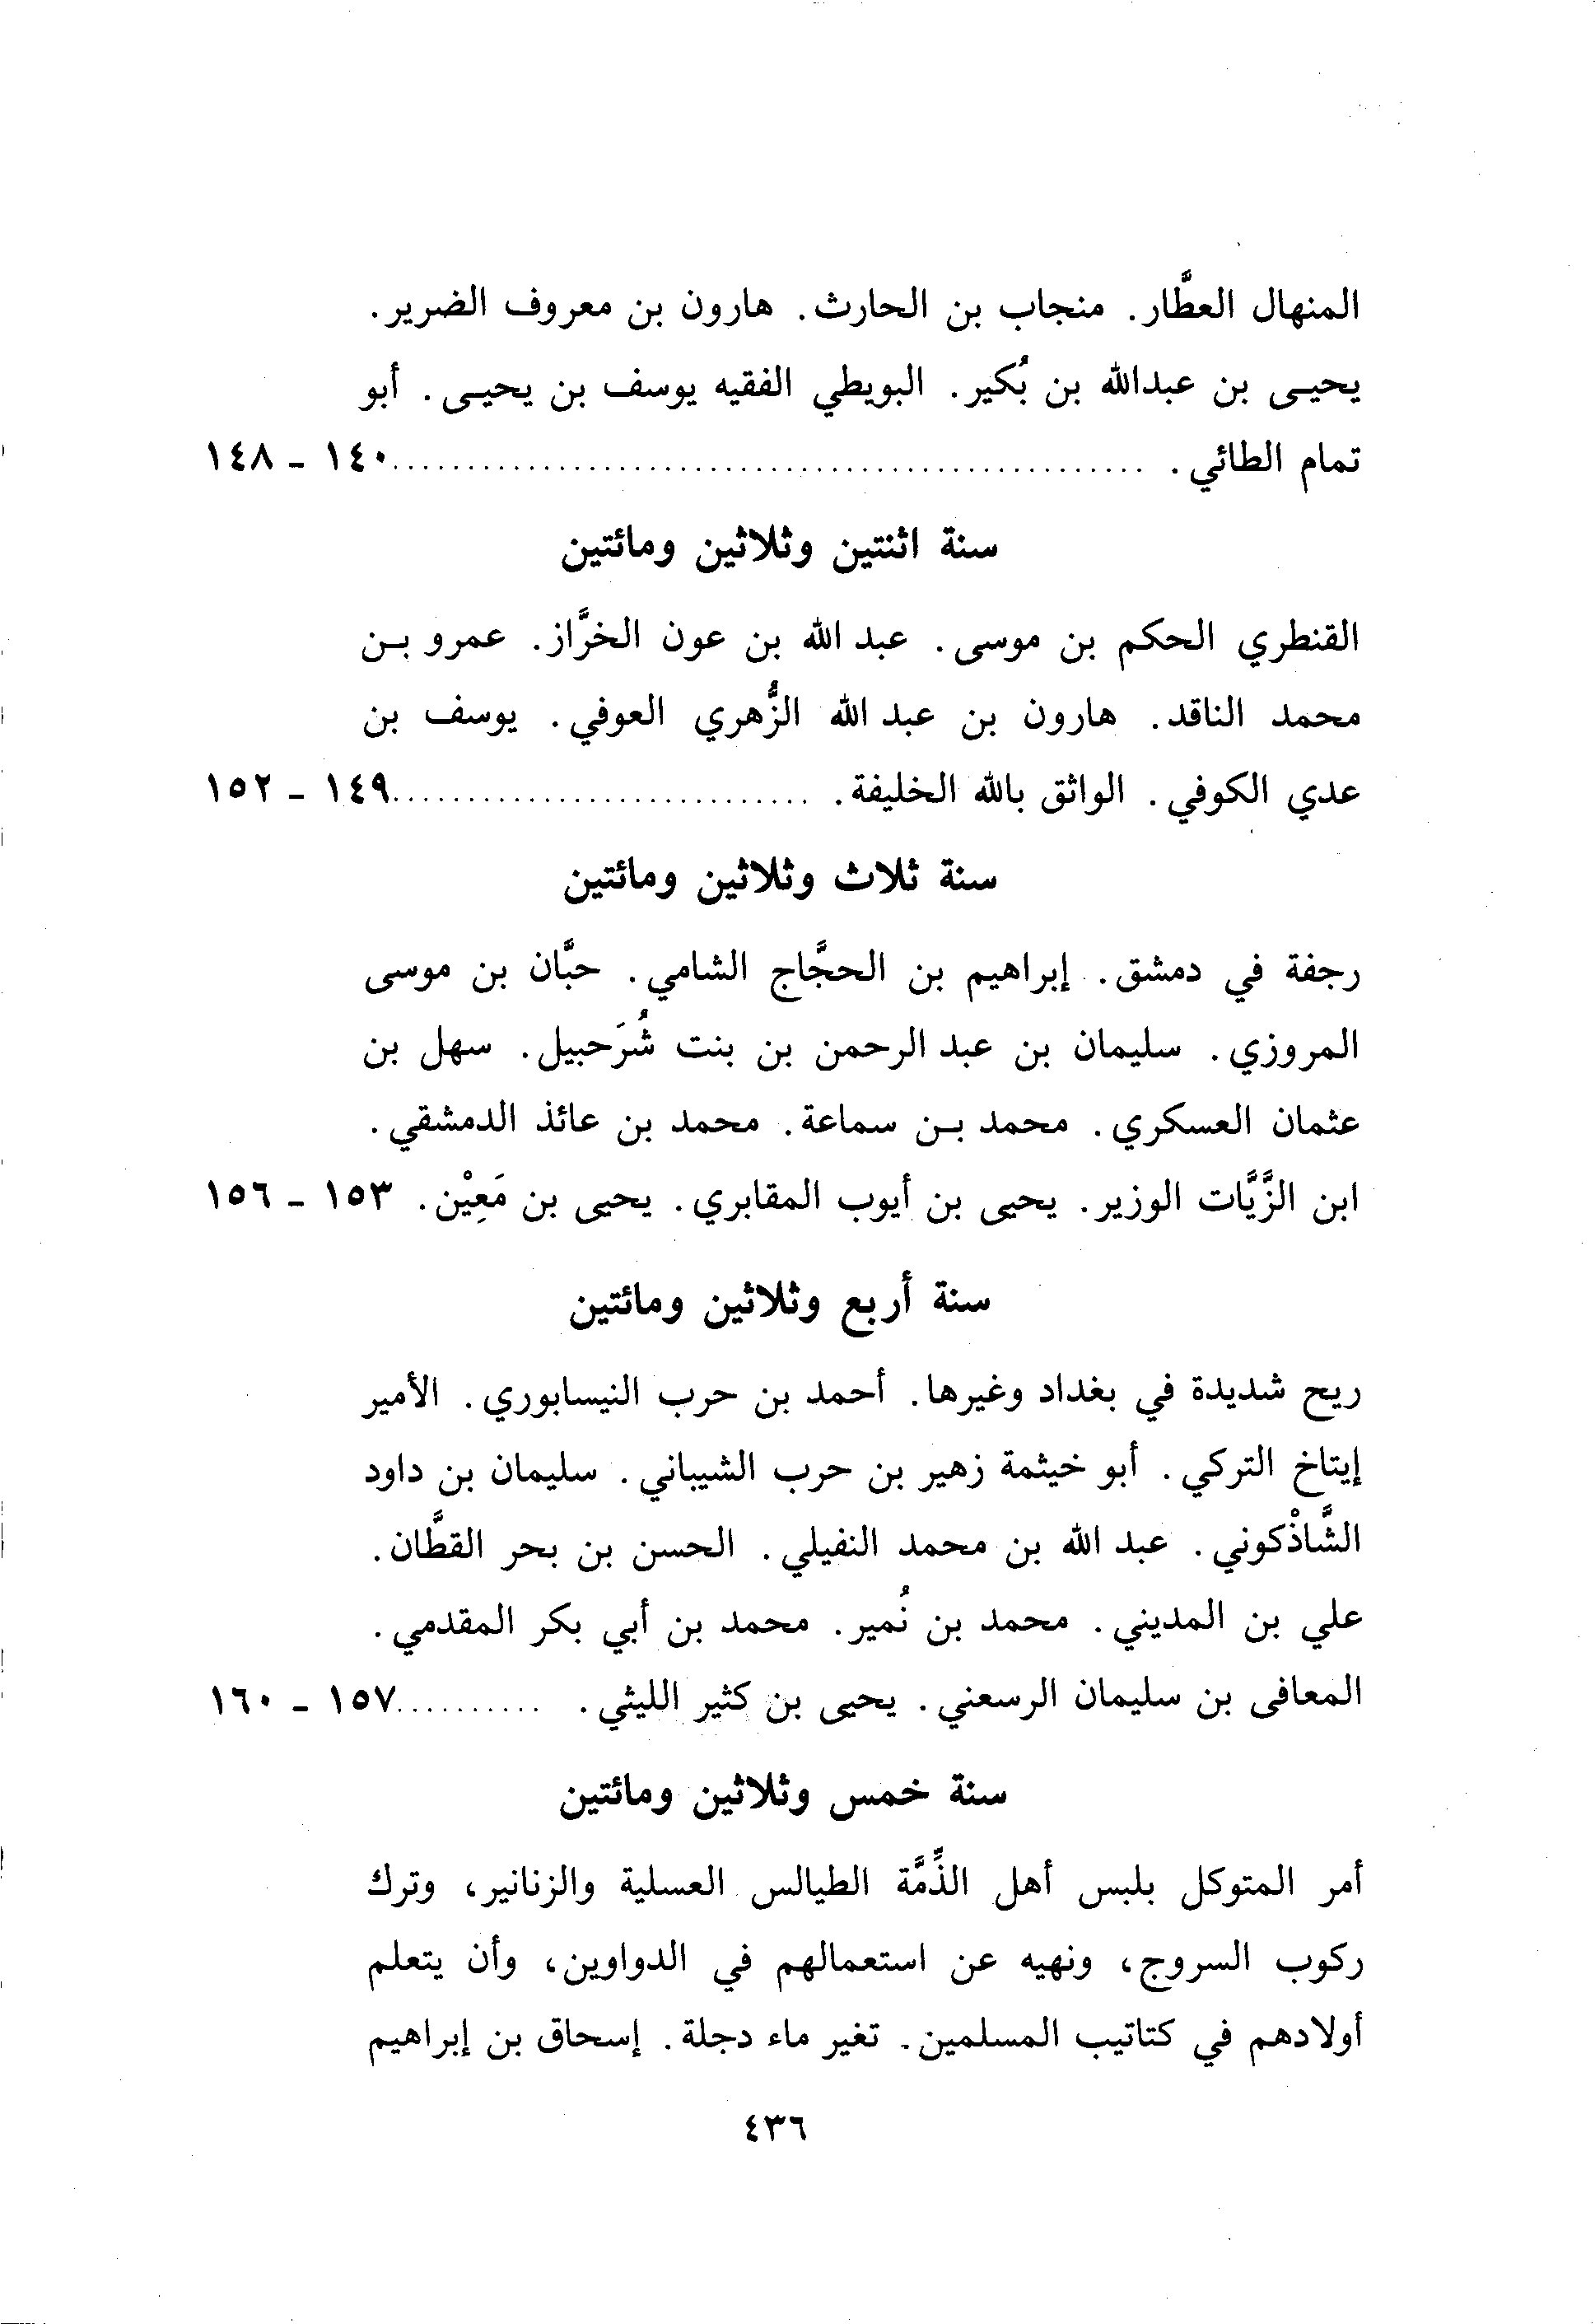 المنهال العطَّار. منجاب بن الحارث. هارون بن معروف الضرير.
يحيـى بن عبدالله بن بُكير. البويطي الفقيه يوسف بن يحيـى. أبو
تمام الطائي. ................................................ ١٤٠ - ١٤٨
سنة اثنتين وثلاثين ومائتين
القنطري الحكم بن موسى. عبد الله بن عون الخرَّاز. عمرو بـن
محمد الناقد. هارون بن عبد الله الزُّهري العوفي. يوسف بن
عدي الكوفي. الواثق بالله الخليفة. ............................ ١٤٩ - ١٥٢
سنة ثلاث وثلاثين ومائتين
رجفة في دمشق. إبراهيم بن الحجَّاج الشامي. حبَّان بن موسى
المروزي. سليمان بن عبد الرحمن بن بنت شُرَحبيل. سهل بن
عثمان العسكري. محمد بـن سماعة. محمد بن عائذ الدمشقي.
ابن الزَّيَّات الوزير. يحيى بن أيوب المقابري. يحيى بن مَعِيْن. ١٥٣ - ١٥٦
سنة أربع وثلاثين ومائتين
ريح شديدة في بغداد وغيرها. أحمد بن حرب النيسابوري. الأمير
إيتاخ التركي. أبو خيثمة زهير بن حرب الشيباني. سليمان بن داود
الشَّاذْكوني. عبد الله بن محمد النفيلي. الحسن بن بحر القطَّان.
علي بن المديني. محمد بن نُمير. محمد بن أبي بكر المقدمي.
المعافى بن سليمان الرسعني. يحيى بن كثير الليثي. .......... ١٥٧ - ١٦٠
سنة خمس وثلاثين ومائتين
أمر المتوكل بلبس أهل الذِّمَّة الطيالس العسلية والزنانير، وترك
ركوب السروج، ونهيه عن استعمالهم في الدواوين، وأن يتعلم
أولادهم في كتاتيب المسلمين. تغير ماء دجلة. إسحاق بن إبراهيم
٤٣٦